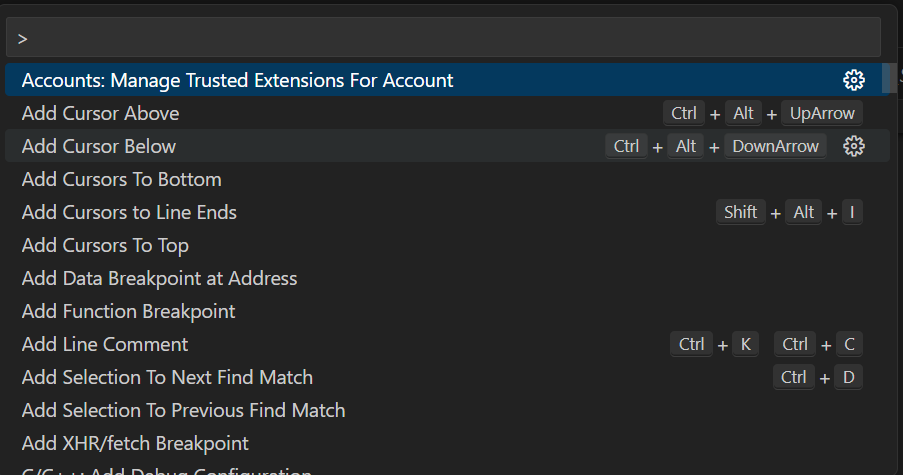 >
Accounts: Manage Trusted Extensions For Account
Add Cursor Above Ctrl + Alt + UpArrow
Add Cursor Below Ctrl + Alt + DownArrow
Add Cursors To Bottom
Add Cursors to Line Ends Shift + Alt + I
Add Cursors To Top
Add Data Breakpoint at Address
Add Function Breakpoint
Add Line Comment Ctrl + K Ctrl + C
Add Selection To Next Find Match Ctrl + D
Add Selection To Previous Find Match
Add XHR/fetch Breakpoint
C/C++: Add Debug Configuration